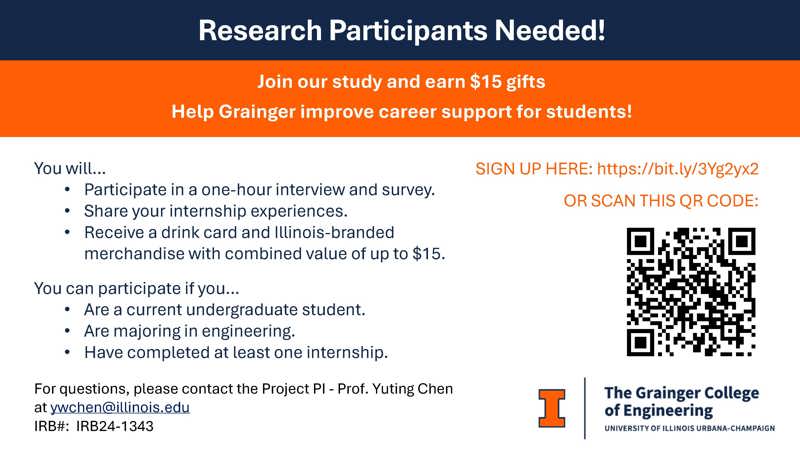 Research Participants Needed!
Join our study and earn $15 gifts
Help Grainger improve career support for students!
You will...
• Participate in a one-hour interview and survey.
• Share your internship experiences.
• Receive a drink card and Illinois-branded
merchandise with combined value of up to $15.
You can participate if you...
• Are a current undergraduate student.
• Are majoring in engineering.
• Have completed at least one internship.
For questions, please contact the Project PI - Prof. Yuting Chen
at ywchen@illinois.edu
IRB#: IRB24-1343
SIGN UP HERE: https://bit.ly/3Yg2yx2
OR SCAN THIS QR CODE:
I
The Grainger College
of Engineering
UNIVERSITY OF ILLINOIS URBANA-CHAMPAIGN